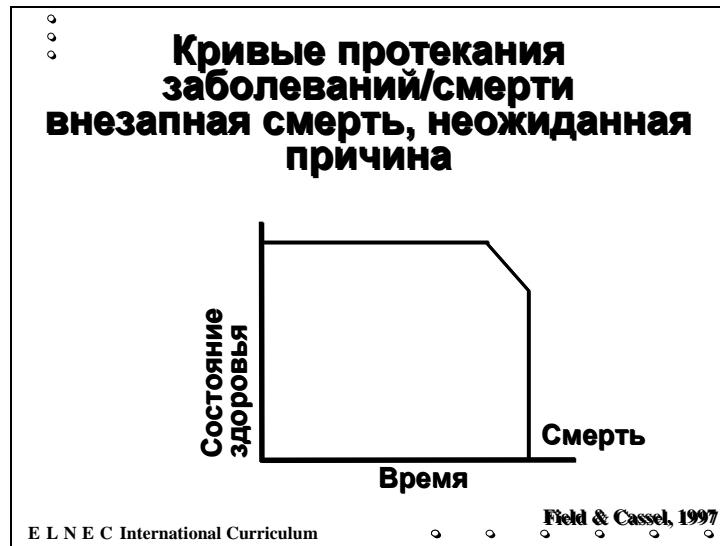 Кривые протекания
заболеваний/смерти
внезапная смерть, неожиданная
причина
Состояние
здоровья
Смерть
Время
Field & Cassel, 1997
E L N E C International Curriculum